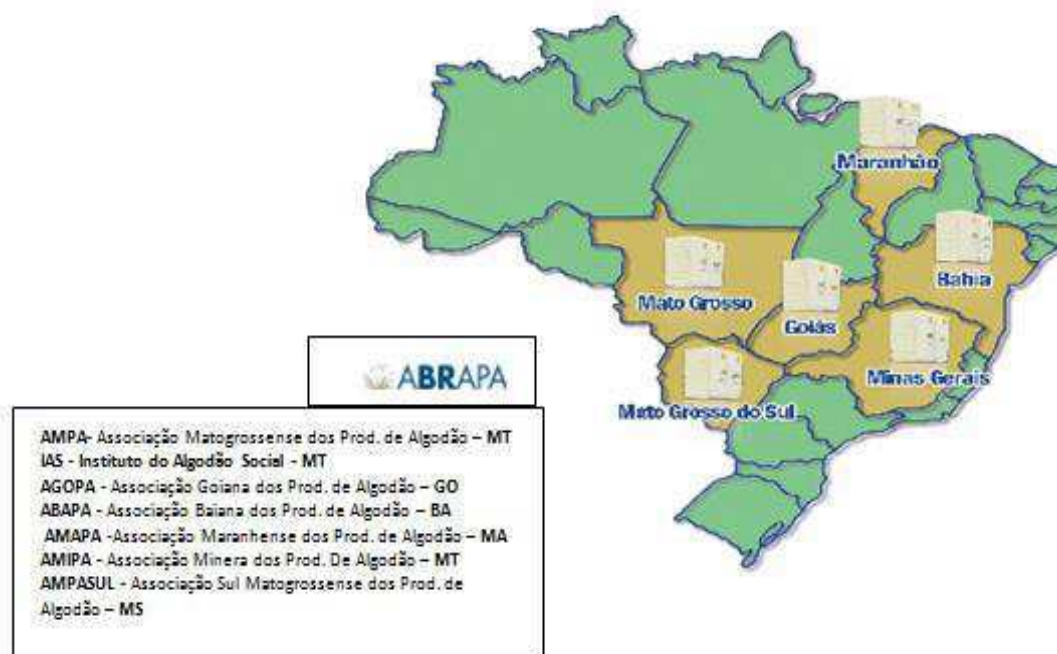 Maranhão
Bahia
Mato Grosso
Goiás
Minas Gerais
Mato Grosso do Sul
ABRAPA
AMPA- Associação Matogrossense dos Prod. de Algodão – MT
IAS - Instituto do Algodão Social - MT
AGOPA - Associação Goiana dos Prod. de Algodão – GO
ABAPA - Associação Baiana dos Prod. de Algodão – BA
AMAPA -Associação Maranhense dos Prod. de Algodão – MA
AMIPA – Associação Minera dos Prod. De Algodão – MT
AMPASUL - Associação Sul Matogrossense dos Prod. de
Algodão – MS